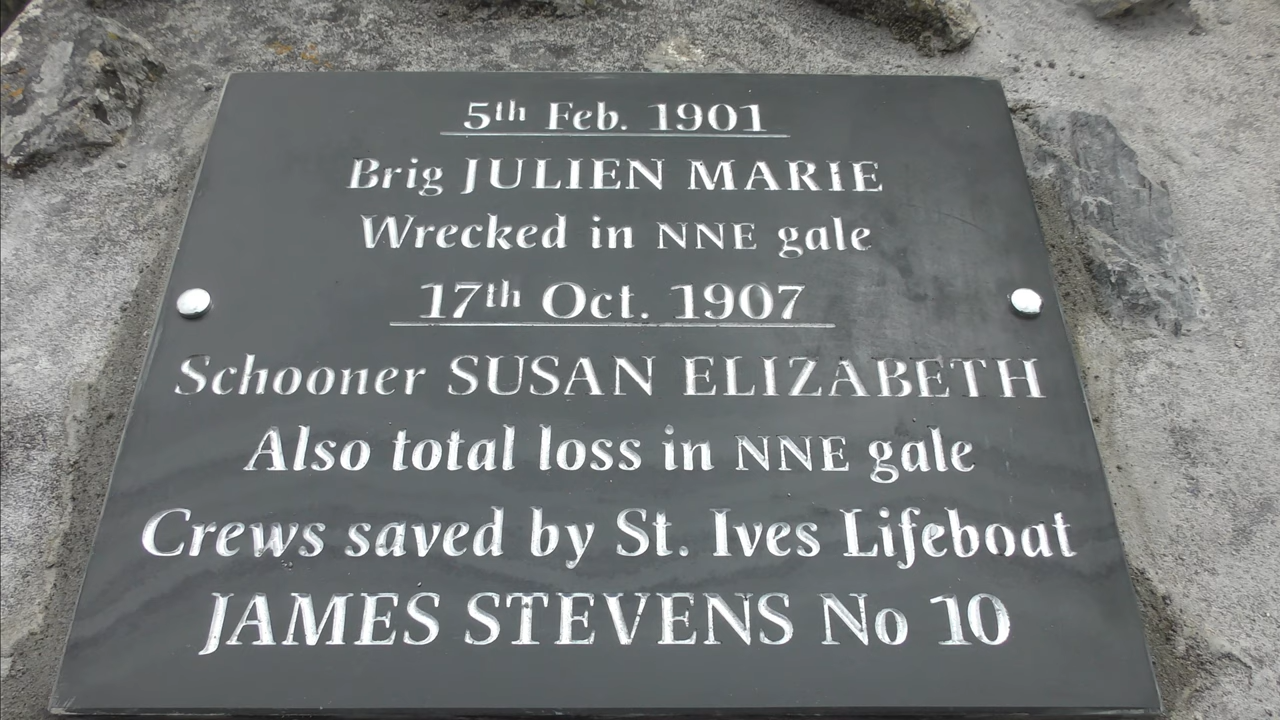 5th Feb. 1901
Brig JULIEN MARIE
Wrecked in NNE gale
17th Oct. 1907
Schooner SUSAN ELIZABETH
Also total loss in NNE gale
Crews saved by St. Ives Lifeboat
JAMES STEVENS No 10